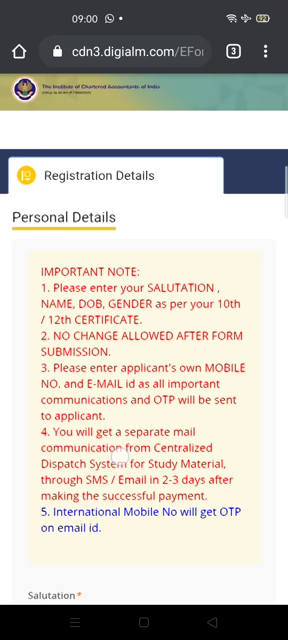 09:00
92
cdn3.digialm.com/EFor
3
The Institute of Chartered Accountants of India
Registration Details
Personal Details
IMPORTANT NOTE:
1. Please enter your SALUTATION ,
NAME, DOB, GENDER as per your 10th
/ 12th CERTIFICATE.
2. NO CHANGE ALLOWED AFTER FORM
SUBMISSION.
3. Please enter applicant's own MOBILE
NO. and E-MAIL id as all important
communications and OTP will be sent
to applicant.
4. You will get a separate mail
communication from Centralized
Dispatch System for Study Material,
through SMS / Email in 2-3 days after
making the successful payment.
5. International Mobile No will get OTP
on email id.
Salutation*